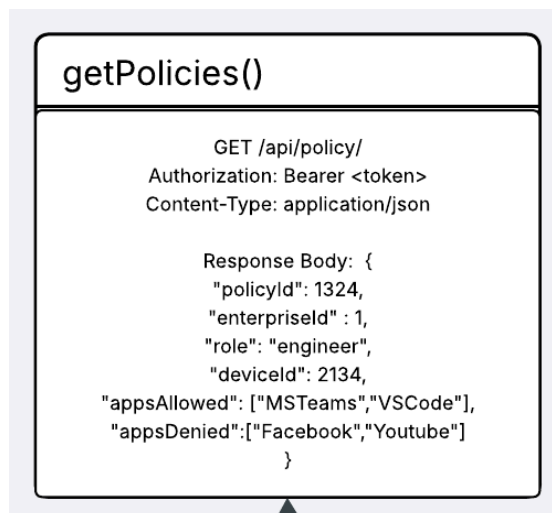 getPolicies()
GET /api/policy/
Authorization: Bearer <token>
Content-Type: application/json
Response Body:  {
"policyId": 1324,
"enterpriseId" : 1,
"role": "engineer",
"deviceId": 2134,
"appsAllowed": ["MSTeams","VSCode"],
"appsDenied":["Facebook","Youtube"]
}